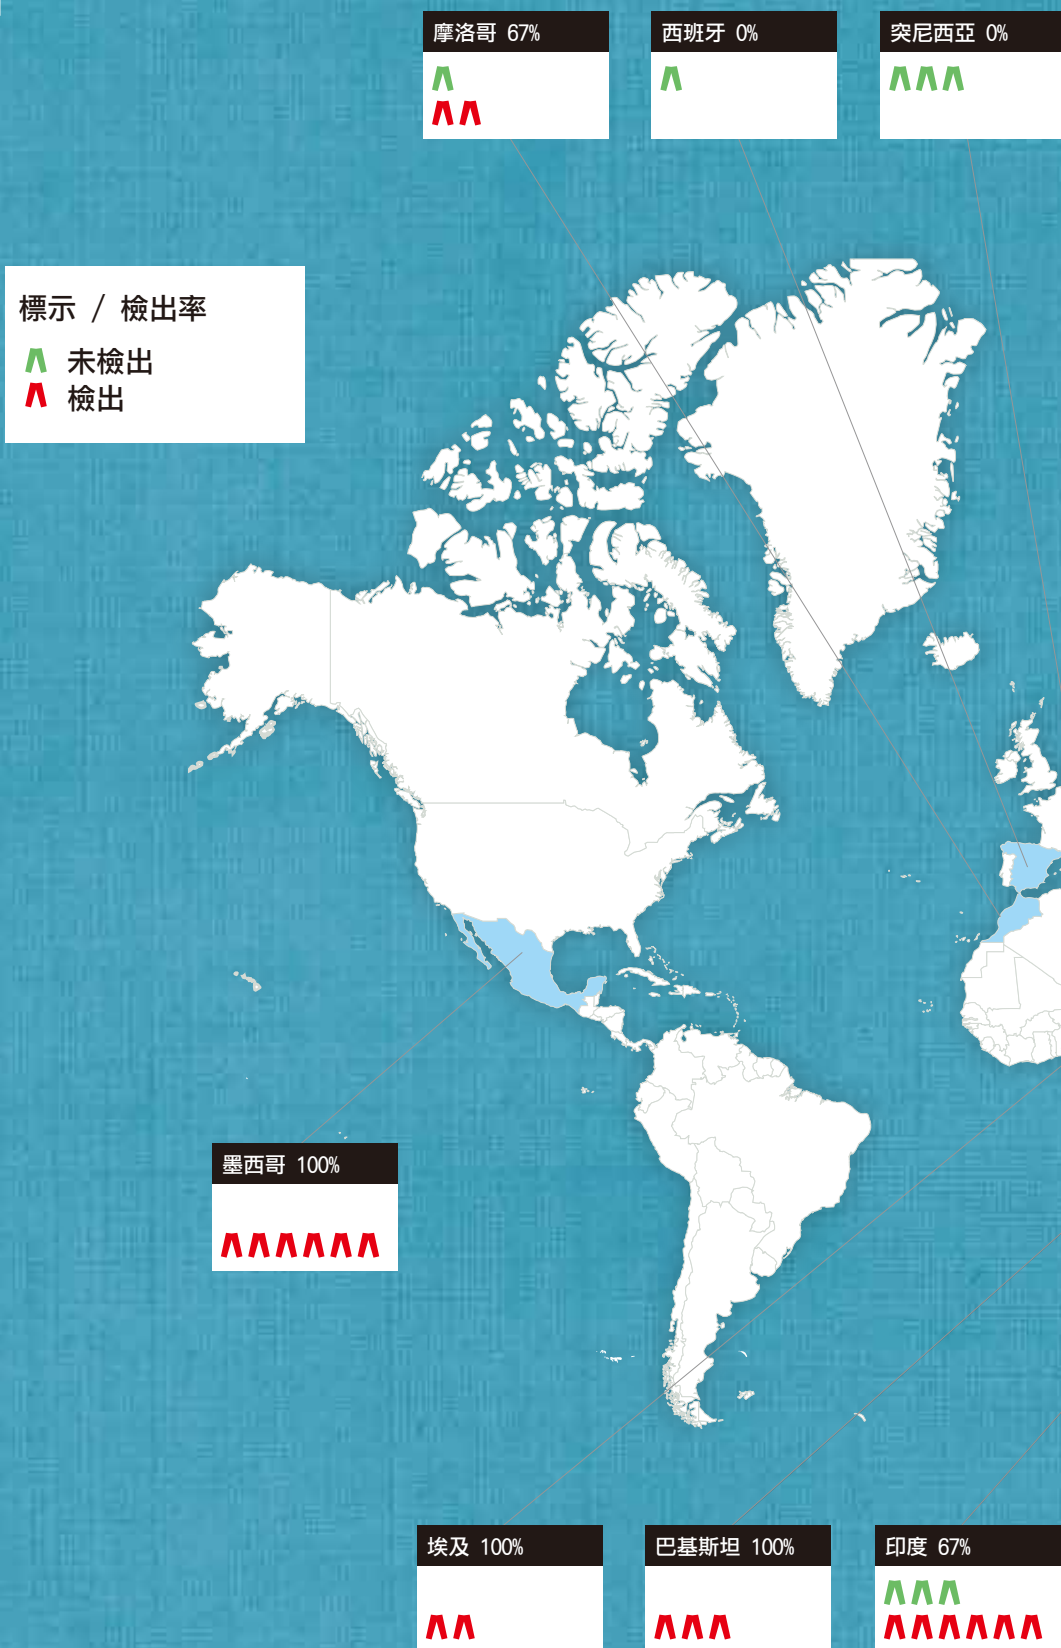 摩洛哥 67%
西班牙 0%
突尼西亞 0%
標示 / 檢出率
未檢出
檢出
墨西哥 100%
埃及 100%
巴基斯坦 100%
印度 67%